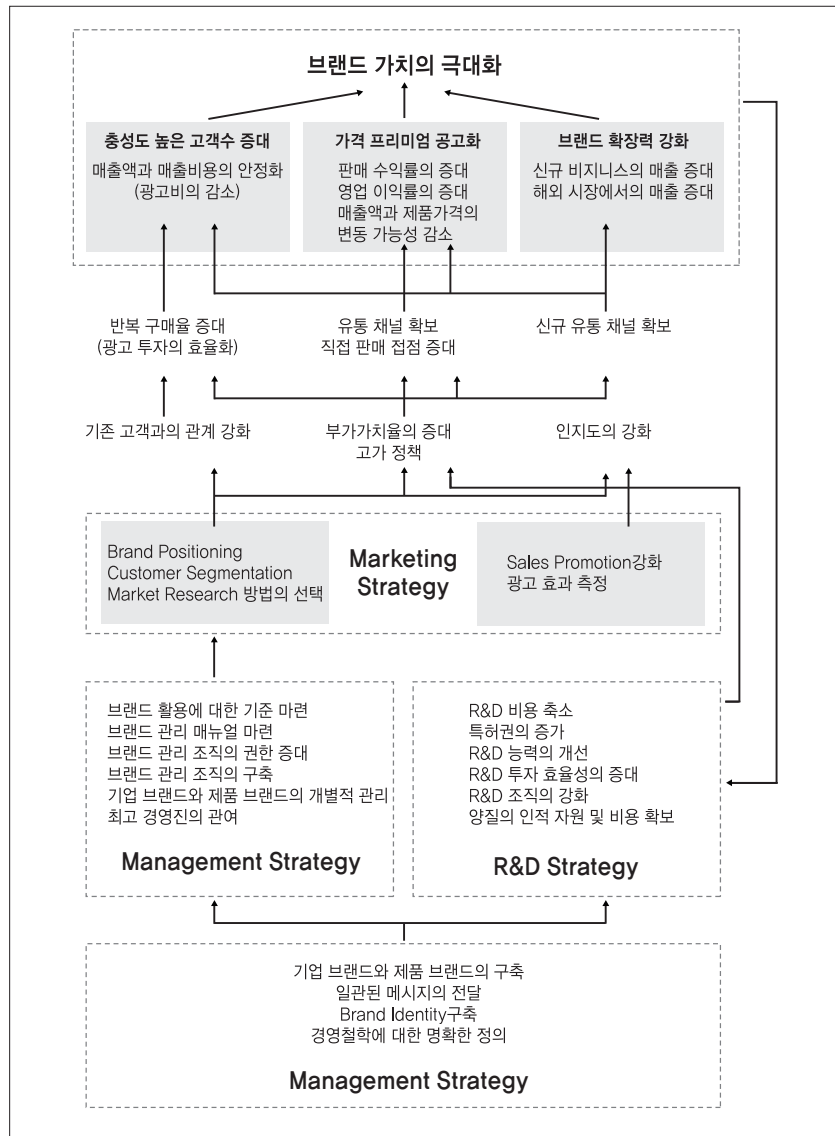 브랜드 가치의 극대화
충성도 높은 고객수 증대
매출액과 매출비용의 안정화
(광고비의 감소)
가격 프리미엄 공고화
판매 수익률의 증대
영업 이익률의 증대
매출액과 제품가격의
변동 가능성 감소
브랜드 확장력 강화
신규 비지니스의 매출 증대
해외 시장에서의 매출 증대
반복 구매율 증대
(광고 투자의 효율화)
유통 채널 확보
직접 판매 접점 증대
신규 유통 채널 확보
기존 고객과의 관계 강화
부가가치율의 증대
고가 정책
인지도의 강화
Brand Positioning
Customer Segmentation
Market Research 방법의 선택
Marketing
Strategy
Sales Promotion강화
광고 효과 측정
브랜드 활용에 대한 기준 마련
브랜드 관리 매뉴얼 마련
브랜드 관리 조직의 권한 증대
브랜드 관리 조직의 구축
기업 브랜드와 제품 브랜드의 개별적 관리
최고 경영진의 관여
Management Strategy
R&D 비용 축소
특허권의 증가
R&D 능력의 개선
R&D 투자 효율성의 증대
R&D 조직의 강화
양질의 인적 자원 및 비용 확보
R&D Strategy
기업 브랜드와 제품 브랜드의 구축
일관된 메시지의 전달
Brand Identity구축
경영철학에 대한 명확한 정의
Management Strategy